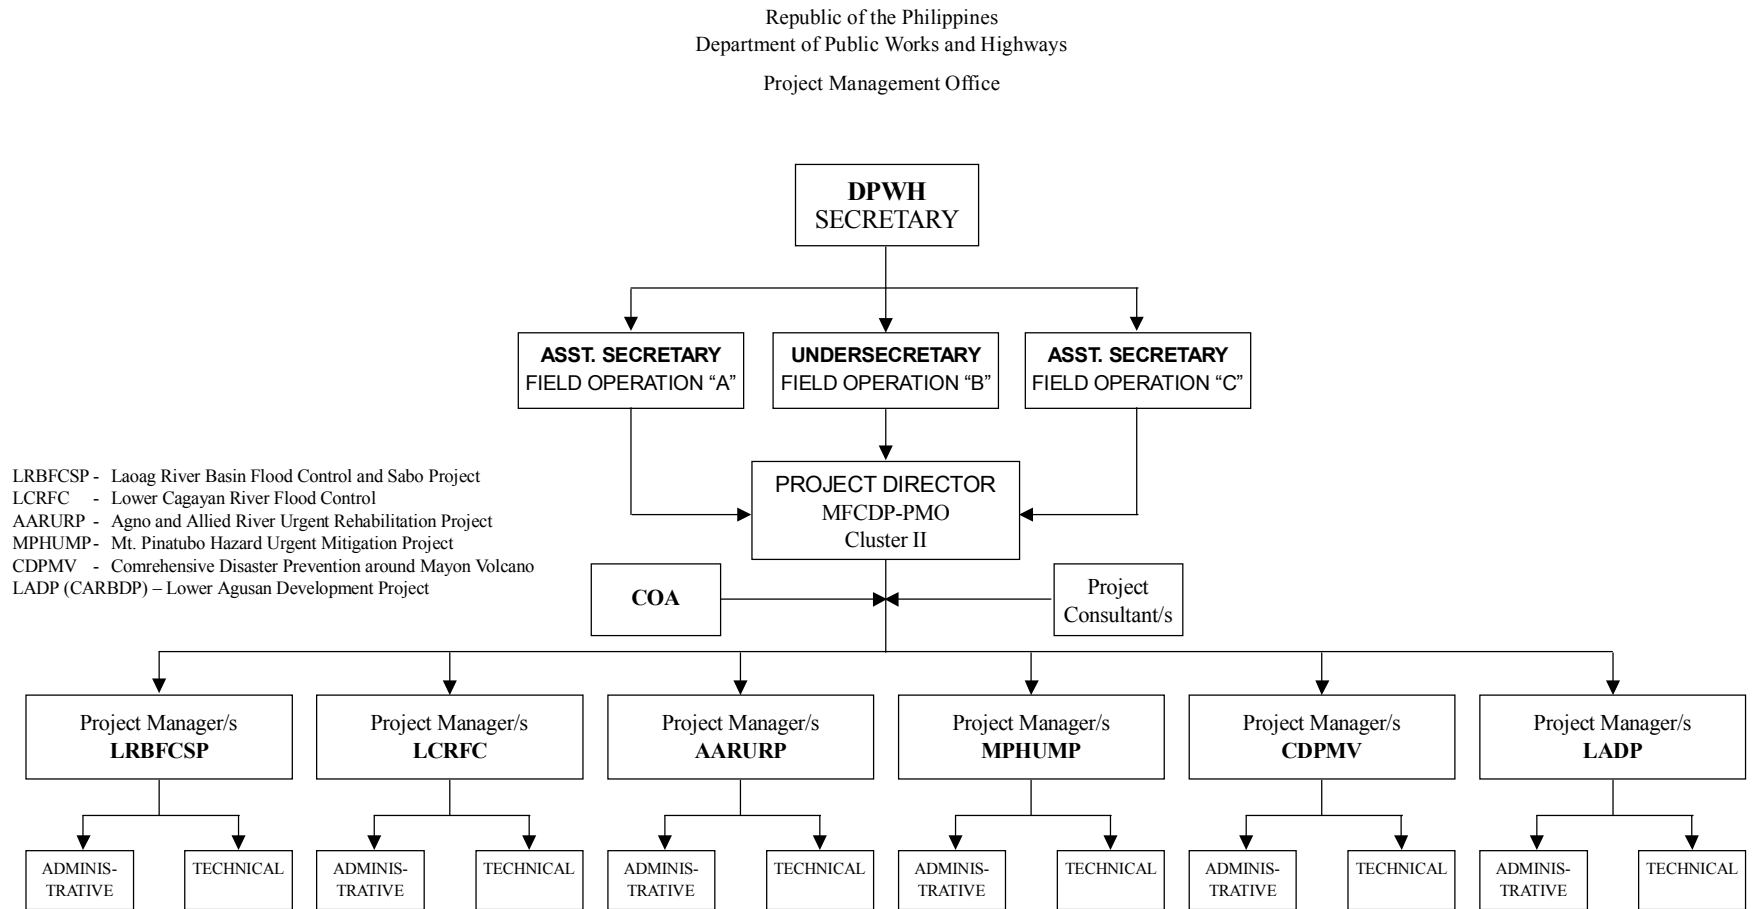 Republic of the Philippines
Department of Public Works and Highways
Project Management Office
DPWH
SECRETARY
ASST. SECRETARY
FIELD OPERATION “A”
UNDERSECRETARY
FIELD OPERATION “B”
ASST. SECRETARY
FIELD OPERATION “C”
PROJECT DIRECTOR
MFCDP-PMO
Cluster II
LRBFCSP - Laoag River Basin Flood Control and Sabo Project
LCRFC - Lower Cagayan River Flood Control
AARURP - Agno and Allied River Urgent Rehabilitation Project
MPHUMP - Mt. Pinatubo Hazard Urgent Mitigation Project
CDPMV - Comrehensive Disaster Prevention around Mayon Volcano
LADP (CARBDP) – Lower Agusan Development Project
COA
Project
Consultant/s
Project Manager/s
LRBFCSP
Project Manager/s
LCRFC
Project Manager/s
AARURP
Project Manager/s
MPHUMP
Project Manager/s
CDPMV
Project Manager/s
LADP
ADMINIS-
TRATIVE
TECHNICAL
ADMINIS-
TRATIVE
TECHNICAL
ADMINIS-
TRATIVE
TECHNICAL
ADMINIS-
TRATIVE
TECHNICAL
ADMINIS-
TRATIVE
TECHNICAL
ADMINIS-
TRATIVE
TECHNICAL